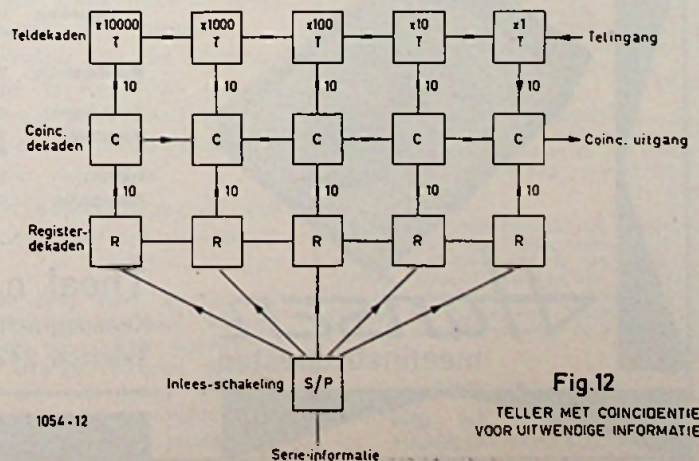 x10000 x1000 x100 x10 x1
Teldekaden T T T T T Telingang
10 10 10 10 10
Coinc. dekaden C C C C C Coinc. uitgang
10 10 10 10 10
Register-dekaden R R R R R
Inlees-schakeling S/P
Fig.12
1054-12
TELLER MET COINCIDENTIE
VOOR UITWENDIGE INFORMATIE
Serie-informatie